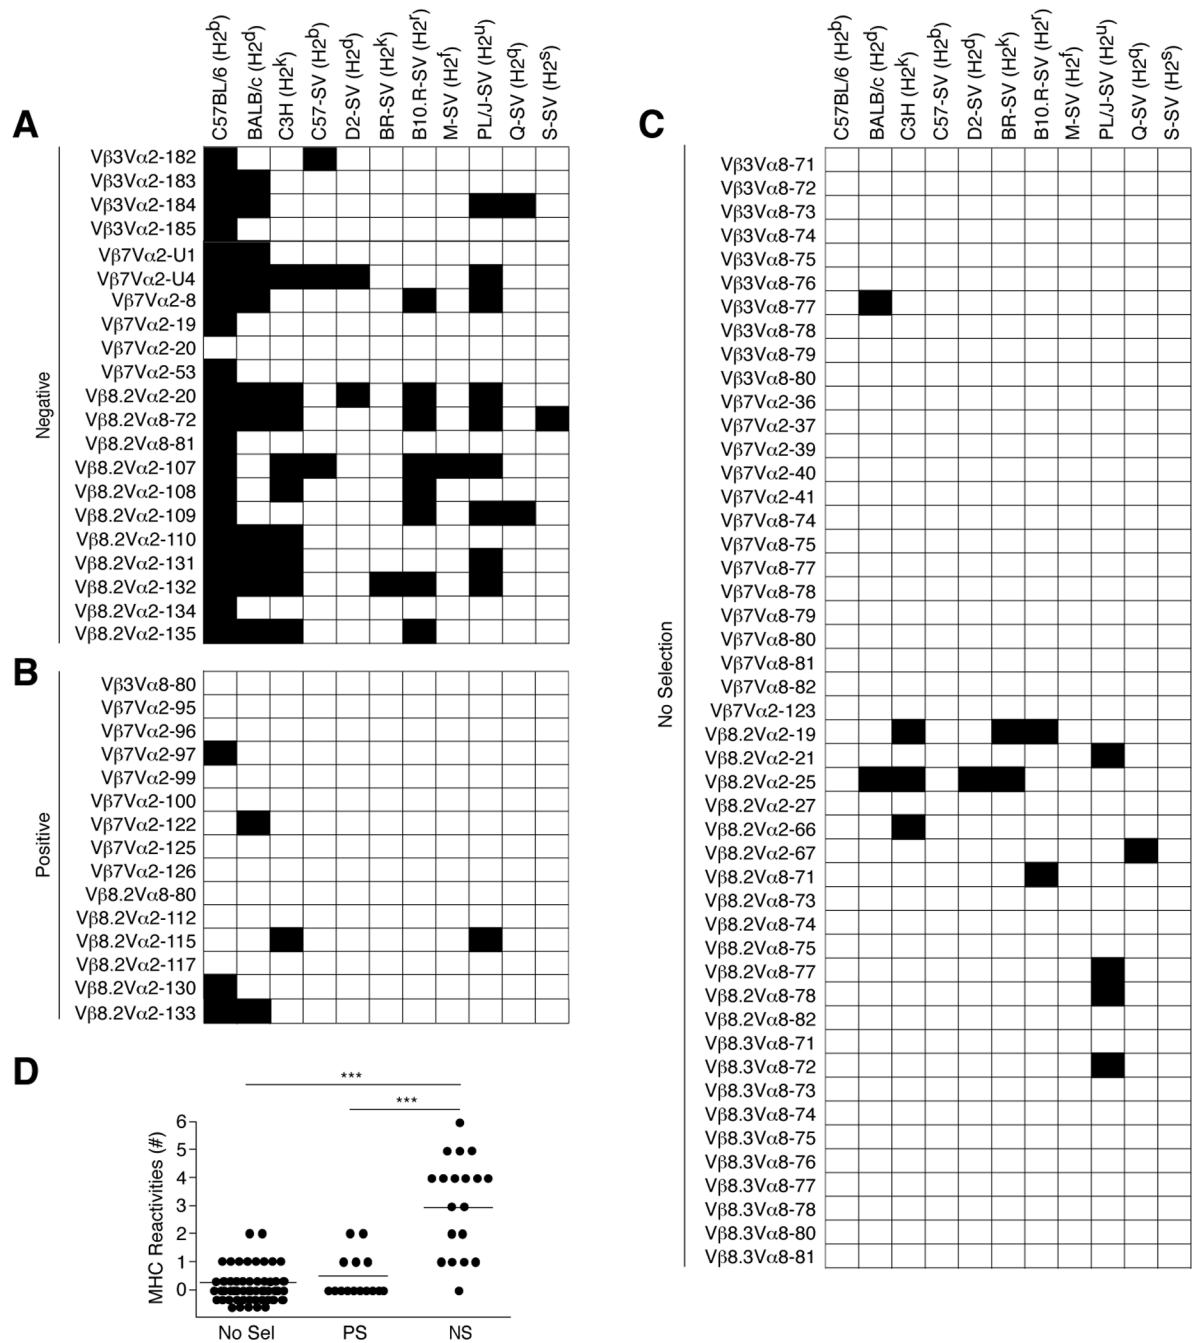 A
C57BL/6 (H2b)
BALB/c (H2d)
C3H (H2k)
C57-SV (H2b)
D2-SV (H2d)
BR-SV (H2k)
B10.R-SV (H2r)
M-SV (H2f)
PL/J-SV (H2u)
Q-SV (H2q)
S-SV (H2s)
Negative
Vβ3Vα2-182
Vβ3Vα2-183
Vβ3Vα2-184
Vβ3Vα2-185
Vβ7Vα2-U1
Vβ7Vα2-U4
Vβ7Vα2-8
Vβ7Vα2-19
Vβ7Vα2-20
Vβ7Vα2-53
Vβ8.2Vα2-20
Vβ8.2Vα8-72
Vβ8.2Vα8-81
Vβ8.2Vα2-107
Vβ8.2Vα2-108
Vβ8.2Vα2-109
Vβ8.2Vα2-110
Vβ8.2Vα2-131
Vβ8.2Vα2-132
Vβ8.2Vα2-134
Vβ8.2Vα2-135
B
Positive
Vβ3Vα8-80
Vβ7Vα2-95
Vβ7Vα2-96
Vβ7Vα2-97
Vβ7Vα2-99
Vβ7Vα2-100
Vβ7Vα2-122
Vβ7Vα2-125
Vβ7Vα2-126
Vβ8.2Vα8-80
Vβ8.2Vα2-112
Vβ8.2Vα2-115
Vβ8.2Vα2-117
Vβ8.2Vα2-130
Vβ8.2Vα2-133
C
C57BL/6 (H2b)
BALB/c (H2d)
C3H (H2k)
C57-SV (H2b)
D2-SV (H2d)
BR-SV (H2k)
B10.R-SV (H2r)
M-SV (H2f)
PL/J-SV (H2u)
Q-SV (H2q)
S-SV (H2s)
No Selection
Vβ3Vα8-71
Vβ3Vα8-72
Vβ3Vα8-73
Vβ3Vα8-74
Vβ3Vα8-75
Vβ3Vα8-76
Vβ3Vα8-77
Vβ3Vα8-78
Vβ3Vα8-79
Vβ3Vα8-80
Vβ7Vα2-36
Vβ7Vα2-37
Vβ7Vα2-39
Vβ7Vα2-40
Vβ7Vα2-41
Vβ7Vα8-74
Vβ7Vα8-75
Vβ7Vα8-77
Vβ7Vα8-78
Vβ7Vα8-79
Vβ7Vα8-80
Vβ7Vα8-81
Vβ7Vα8-82
Vβ7Vα2-123
Vβ8.2Vα2-19
Vβ8.2Vα2-21
Vβ8.2Vα2-25
Vβ8.2Vα2-27
Vβ8.2Vα2-66
Vβ8.2Vα2-67
Vβ8.2Vα8-71
Vβ8.2Vα8-73
Vβ8.2Vα8-74
Vβ8.2Vα8-75
Vβ8.2Vα8-77
Vβ8.2Vα8-78
Vβ8.2Vα8-82
Vβ8.3Vα8-71
Vβ8.3Vα8-72
Vβ8.3Vα8-73
Vβ8.3Vα8-74
Vβ8.3Vα8-75
Vβ8.3Vα8-76
Vβ8.3Vα8-77
Vβ8.3Vα8-78
Vβ8.3Vα8-80
Vβ8.3Vα8-81
D
***
***
MHC Reactivities (#)
6
5
4
3
2
1
0
No Sel
PS
NS